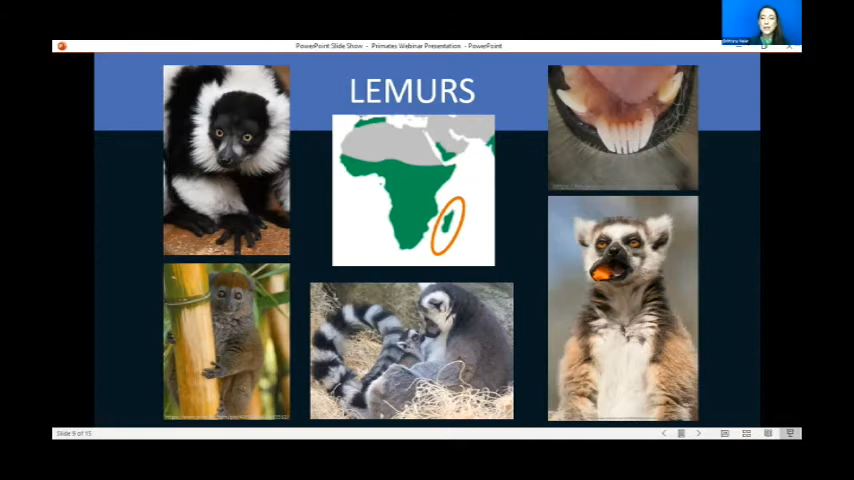 PowerPoint Slide Show - Primates Webinar Presentation - PowerPoint
LEMURS
Slide 9 of 15